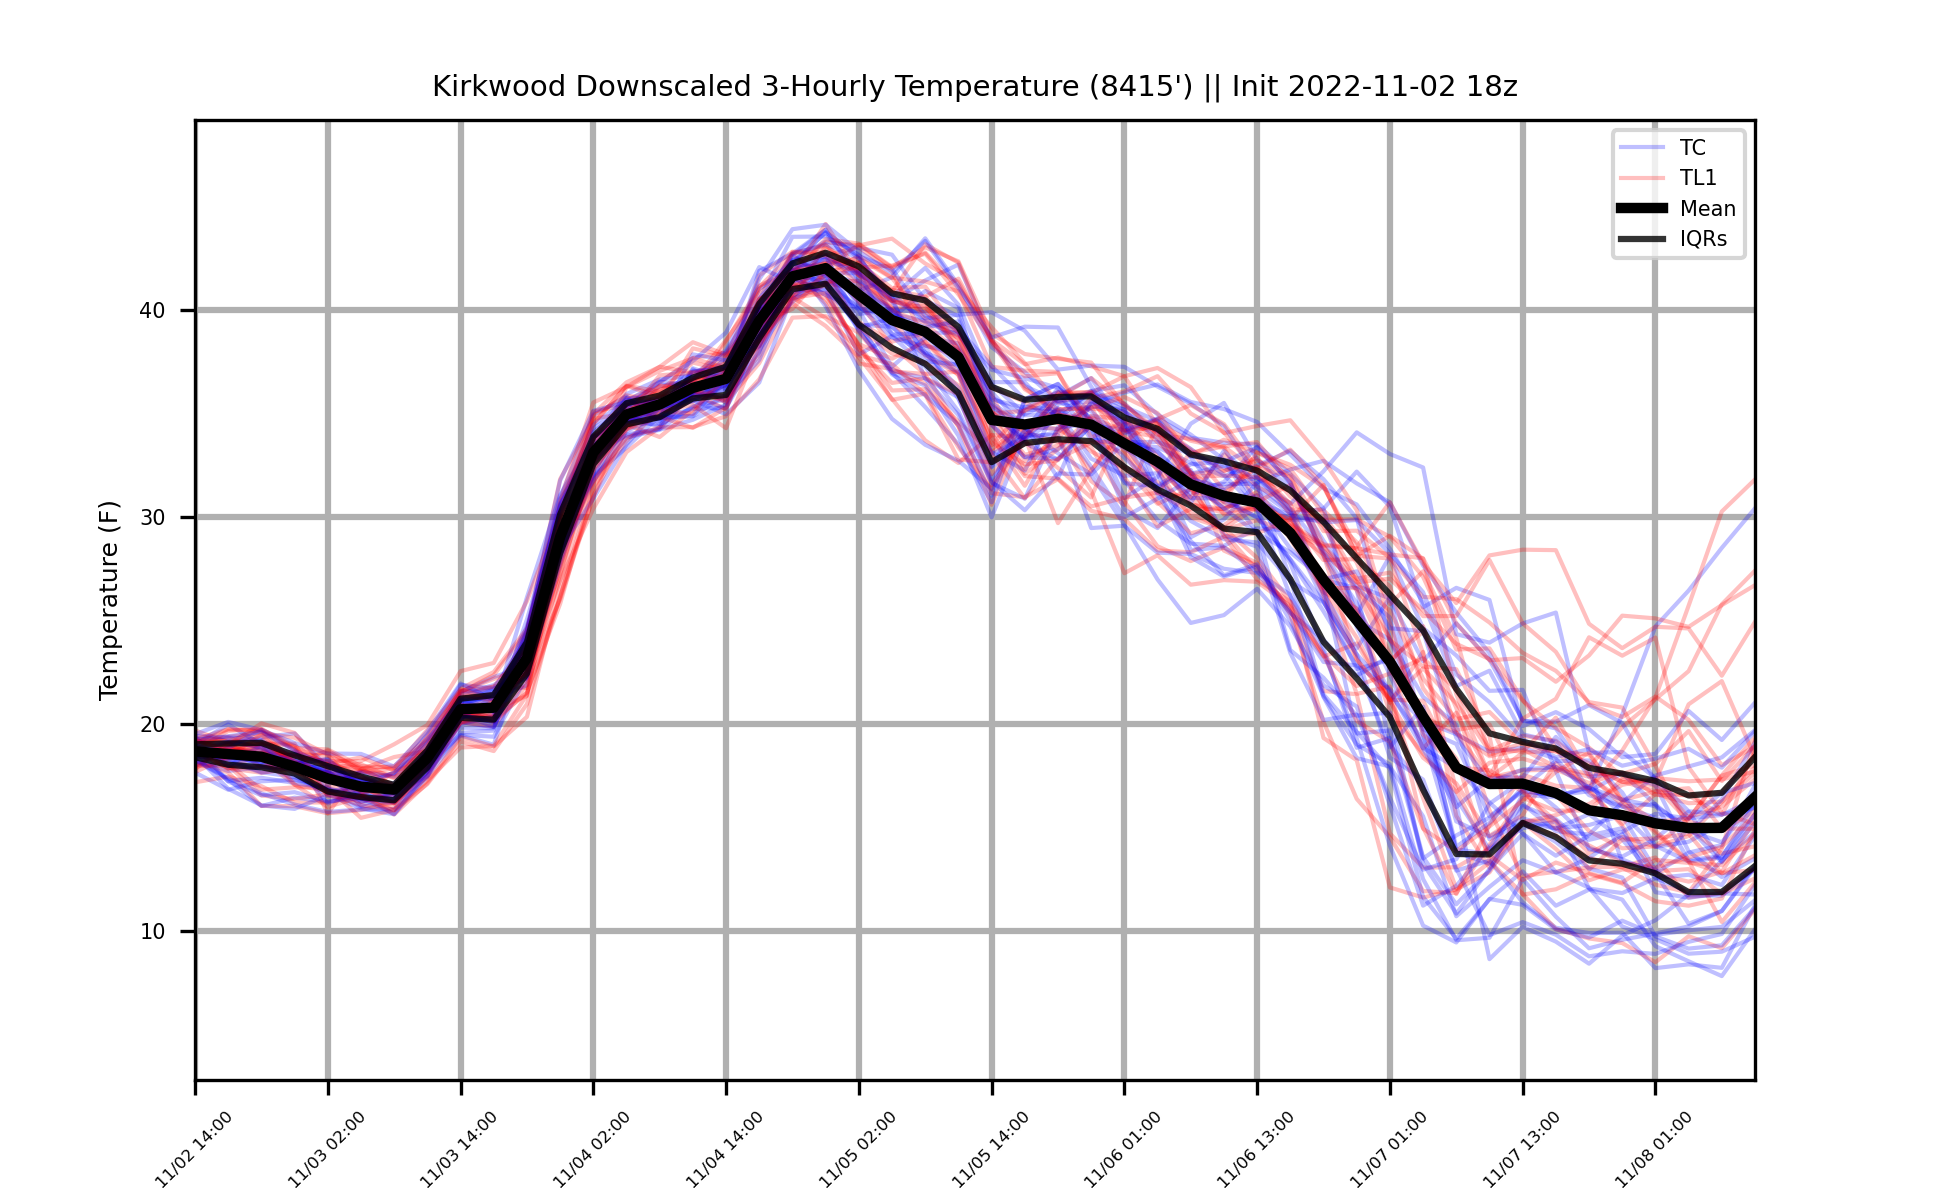 Kirkwood Downscaled 3-Hourly Temperature (8415') || Init 2022-11-02 18z
TC
TL1
Mean
IQRs
Temperature (F)
40
30
20
10
11/02 14:00
11/03 02:00
11/03 14:00
11/04 02:00
11/04 14:00
11/05 02:00
11/05 14:00
11/06 01:00
11/06 13:00
11/07 01:00
11/07 13:00
11/08 01:00